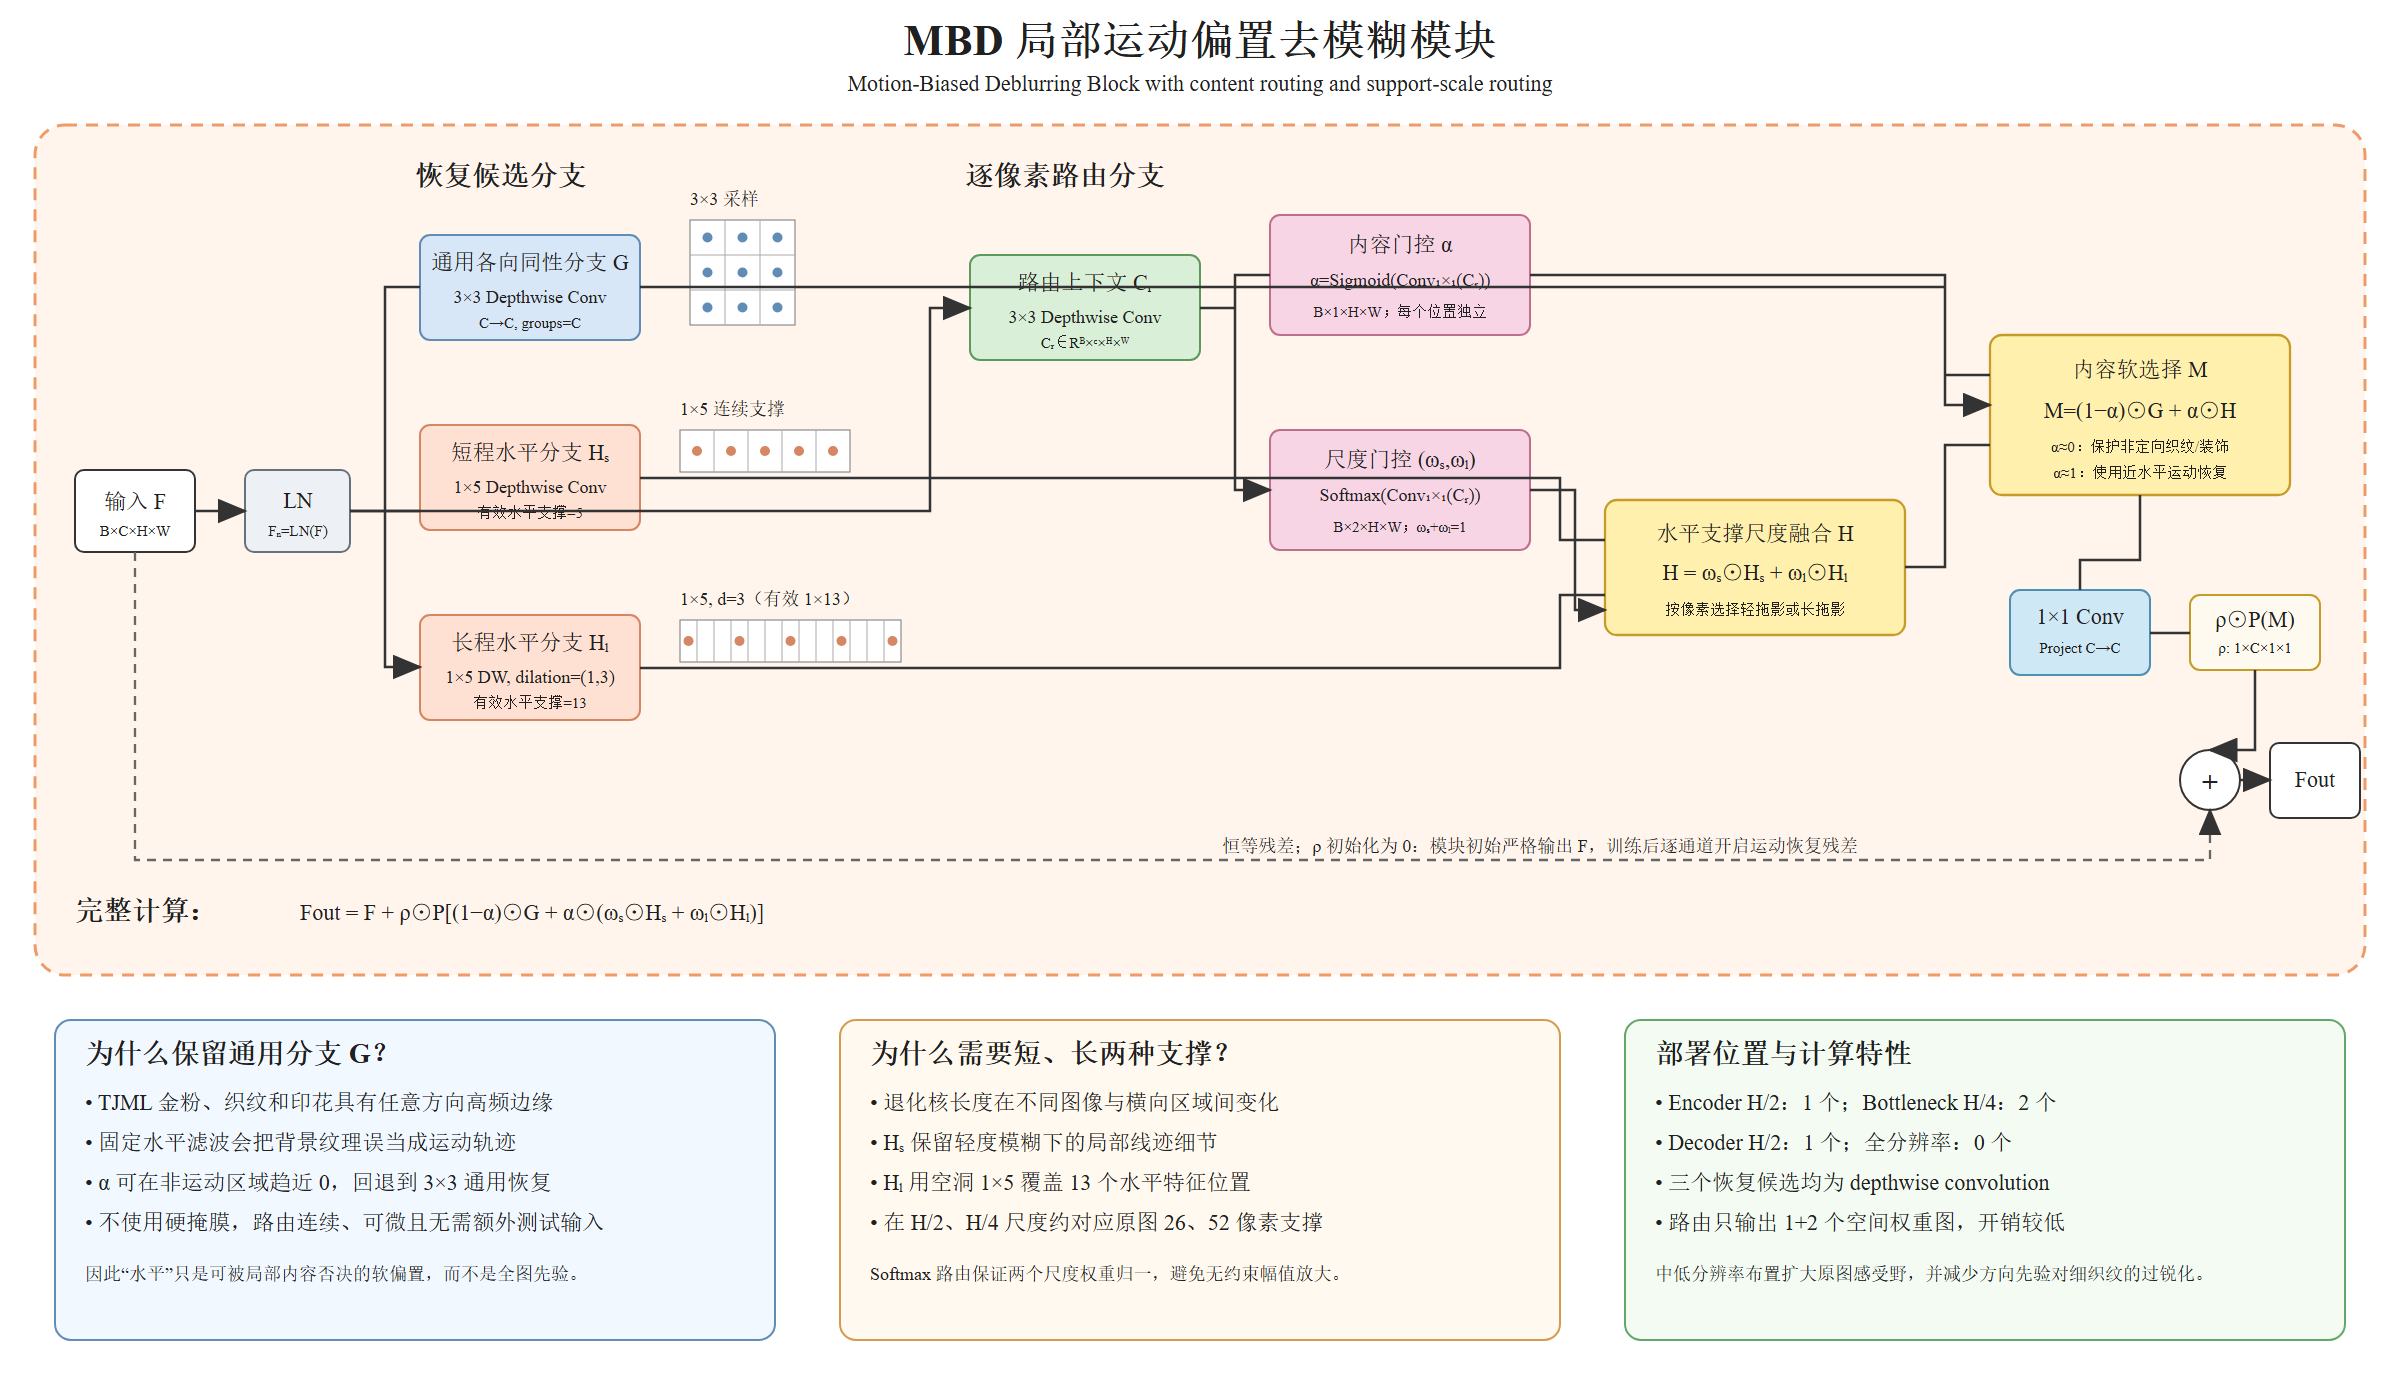 MBD 局部运动偏置去模糊模块
Motion-Biased Deblurring Block with content routing and support-scale routing
恢复候选分支
逐像素路由分支
3×3 采样
通用各向同性分支 G
3×3 Depthwise Conv
C→C, groups=C
路由上下文 Cᵣ
3×3 Depthwise Conv
Cᵣ∈Rᴮˣᶜˣᴴˣᵂ
内容门控 α
α=Sigmoid(Conv₁×₁(Cᵣ))
B×1×H×W；每个位置独立
内容软选择 M
M=(1−α)⊙G + α⊙H
α≈0：保护非定向织纹/装饰
α≈1：使用近水平运动恢复
1×5 连续支撑
短程水平分支 Hₛ
1×5 Depthwise Conv
有效水平支撑=5
尺度门控 (ωₛ,ωₗ)
Softmax(Conv₁×₁(Cᵣ))
B×2×H×W；ωₛ+ωₗ=1
输入 F
B×C×H×W
LN
Fₙ=LN(F)
水平支撑尺度融合 H
H = ωₛ⊙Hₛ + ωₗ⊙Hₗ
按像素选择轻拖影或长拖影
1×5, d=3（有效 1×13）
长程水平分支 Hₗ
1×5 DW, dilation=(1,3)
有效水平支撑=13
1×1 Conv
Project C→C
ρ⊙P(M)
ρ: 1×C×1×1
+
Fout
恒等残差；ρ 初始化为 0：模块初始严格输出 F，训练后逐通道开启运动恢复残差
完整计算：
Fout = F + ρ⊙P[(1−α)⊙G + α⊙(ωₛ⊙Hₛ + ωₗ⊙Hₗ)]
为什么保留通用分支 G？
• TJML 金粉、织纹和印花具有任意方向高频边缘
• 固定水平滤波会把背景纹理误当成运动轨迹
• α 可在非运动区域趋近 0，回退到 3×3 通用恢复
• 不使用硬掩膜，路由连续、可微且无需额外测试输入
因此“水平”只是可被局部内容否决的软偏置，而不是全图先验。
为什么需要短、长两种支撑？
• 退化核长度在不同图像与横向区域间变化
• Hₛ 保留轻度模糊下的局部线迹细节
• Hₗ 用空洞 1×5 覆盖 13 个水平特征位置
• 在 H/2、H/4 尺度约对应原图 26、52 像素支撑
Softmax 路由保证两个尺度权重归一，避免无约束幅值放大。
部署位置与计算特性
• Encoder H/2：1 个；Bottleneck H/4：2 个
• Decoder H/2：1 个；全分辨率：0 个
• 三个恢复候选均为 depthwise convolution
• 路由只输出 1+2 个空间权重图，开销较低
中低分辨率布置扩大原图感受野，并减少方向先验对细织纹的过锐化。